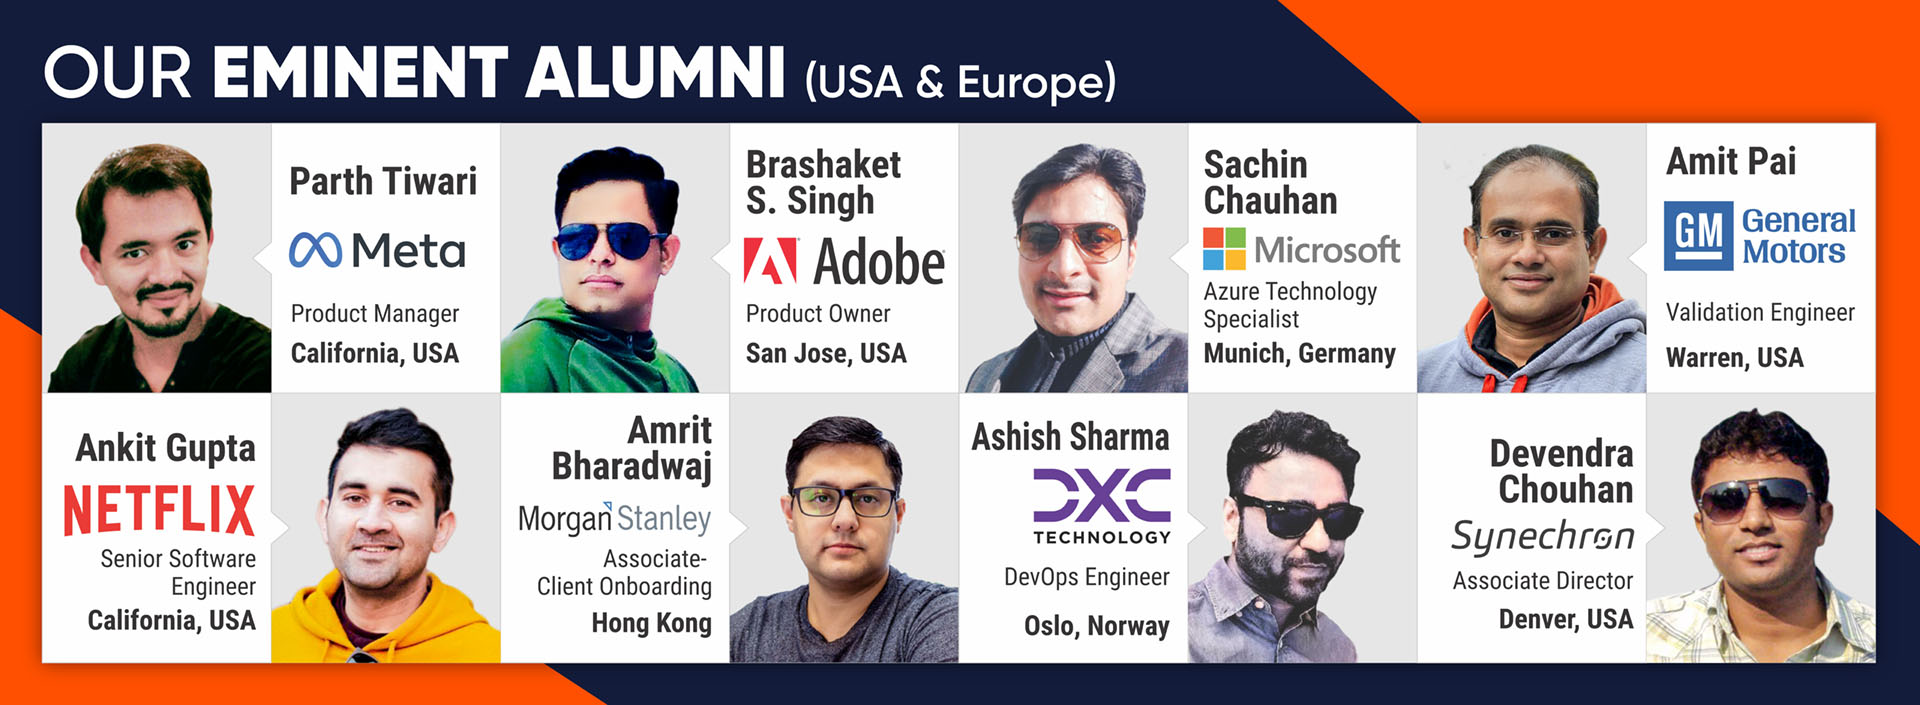 OUR EMINENT ALUMNI (USA & Europe)
Parth Tiwari
Meta
Product Manager
California, USA
Brashaket
S. Singh
Adobe
Product Owner
San Jose, USA
Sachin
Chauhan
Microsoft
Azure Technology
Specialist
Munich, Germany
Amit Pai
GM
General
Motors
Validation Engineer
Warren, USA
Ankit Gupta
NETFLIX
Senior Software
Engineer
California, USA
Amrit
Bharadwaj
Morgan Stanley
Associate-
Client Onboarding
Hong Kong
Ashish Sharma
DXC
TECHNOLOGY
DevOps Engineer
Oslo, Norway
Devendra
Chouhan
Synechron
Associate Director
Denver, USA